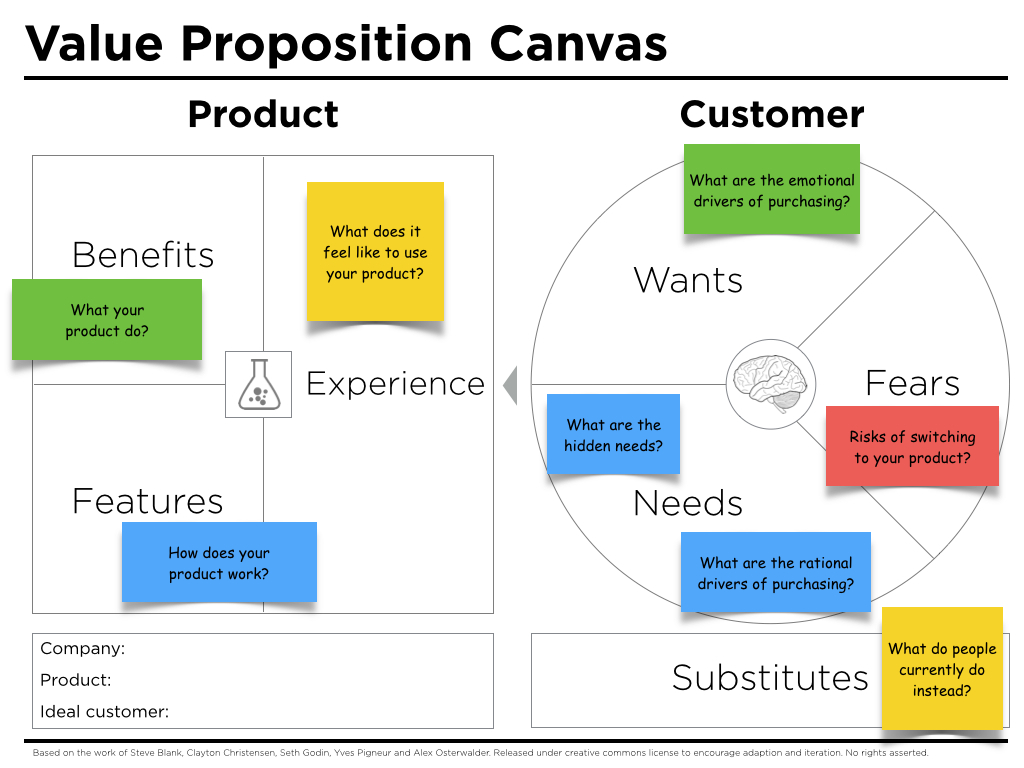 Value Proposition Canvas
Product
Benefits
What your
product do?
What does it
feel like to use
your product?
Experience
Features
How does your
product work?
Company:
Product:
Ideal customer:
Customer
What are the emotional
drivers of purchasing?
Wants
Fears
Risks of switching
to your product?
What are the
hidden needs?
Needs
What are the rational
drivers of purchasing?
Substitutes
What do people
currently do
instead?
Based on the work of Steve Blank, Clayton Christensen, Seth Godin, Yves Pigneur and Alex Osterwalder. Released under creative commons license to encourage adaption and iteration. No rights asserted.